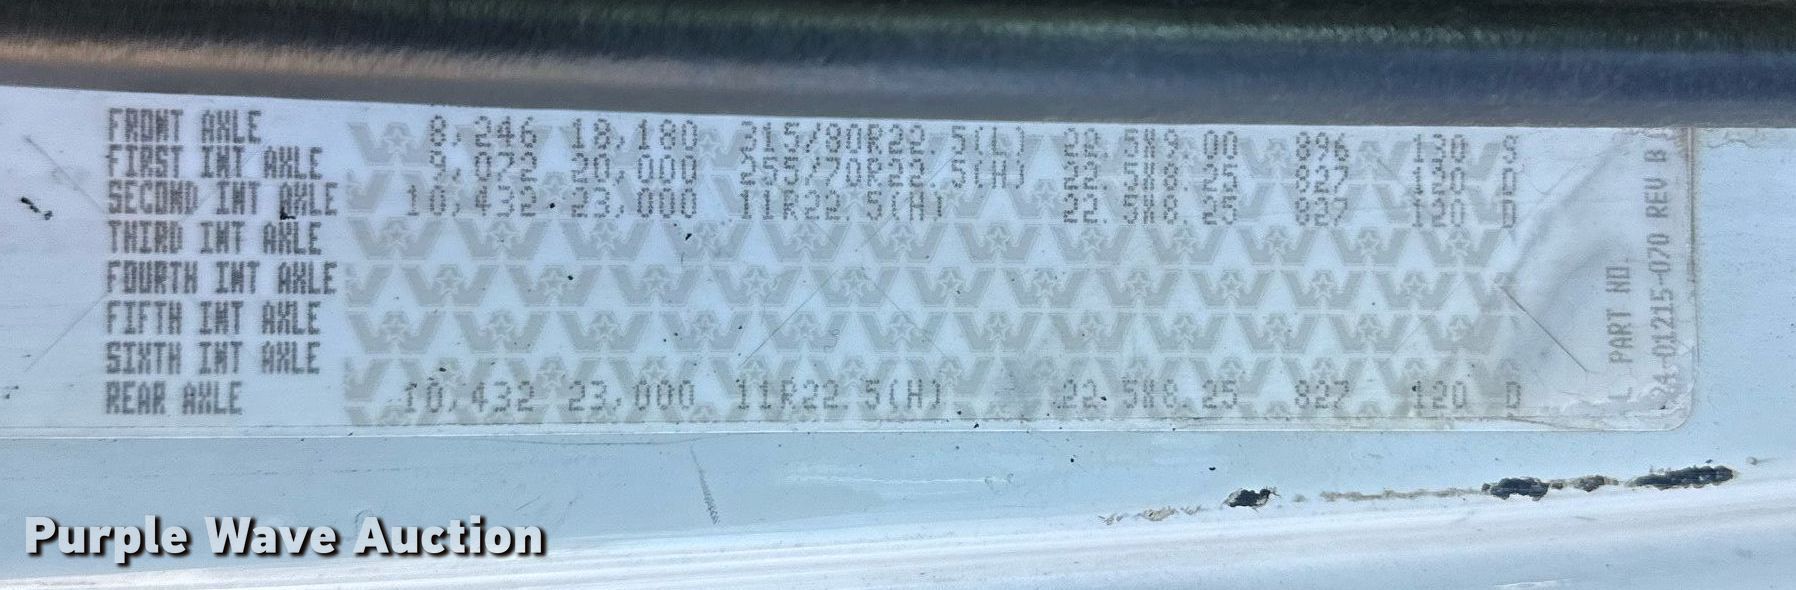 FRONT AXLE 8,246 18,180 315/80R22.5(L) 22.5X9.00 896 130 S
FIRST INT AXLE 9,072 20,000 255/70R22.5(H) 22.5X8.25 827 120 D
SECOND INT AXLE 10,432 23,000 11R22.5(H) 22.5X8.25 827 120 D
THIRD INT AXLE
FOURTH INT AXLE
FIFTH INT AXLE
SIXTH INT AXLE
REAR AXLE 10,432 23,000 11R22.5(H) 22.5X8.25 827 120 D
L PART NO.
24-01215-070 REV B
Purple Wave Auction